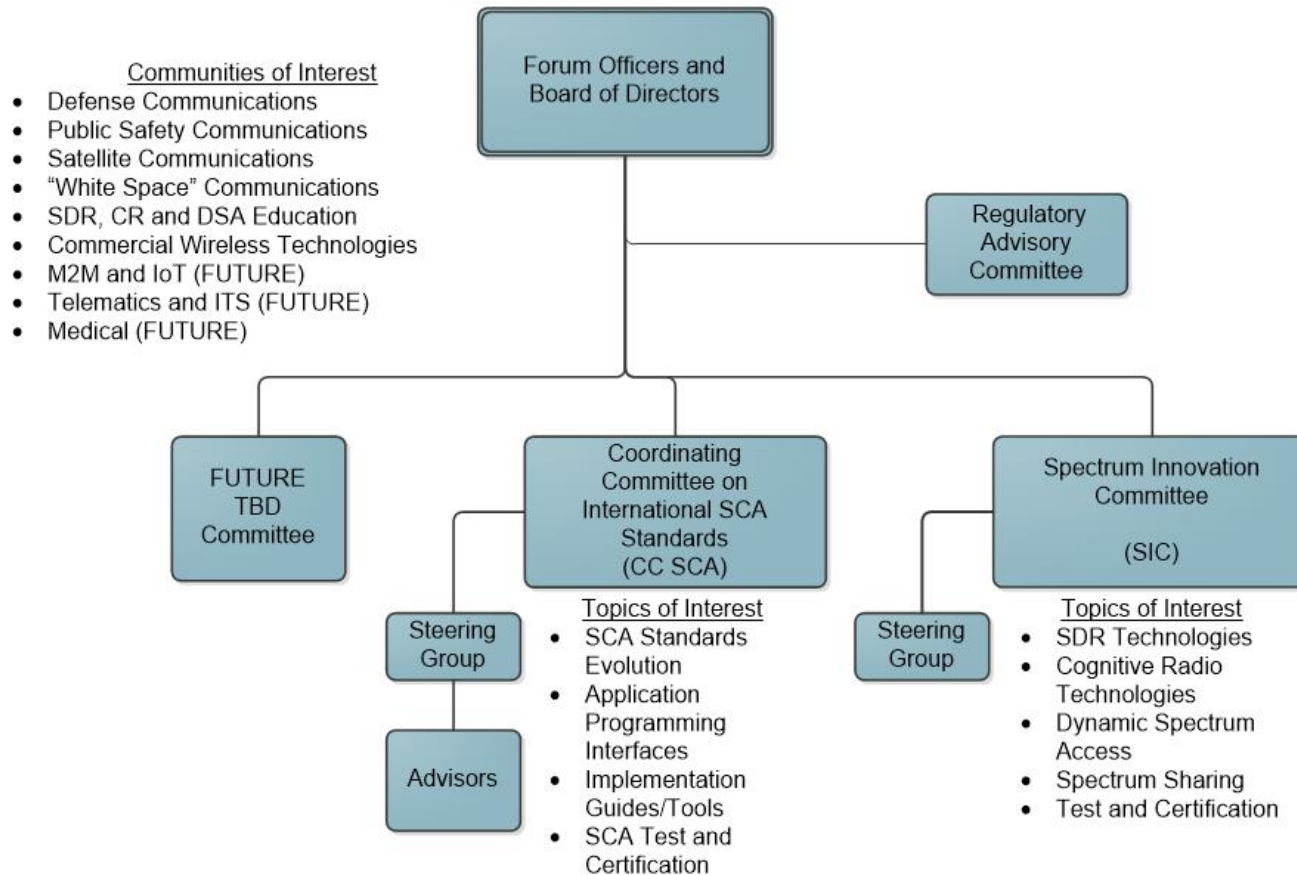 Forum Officers and
Board of Directors
Communities of Interest
• Defense Communications
• Public Safety Communications
• Satellite Communications
• “White Space” Communications
• SDR, CR and DSA Education
• Commercial Wireless Technologies
• M2M and IoT (FUTURE)
• Telematics and ITS (FUTURE)
• Medical (FUTURE)
Regulatory
Advisory
Committee
FUTURE
TBD
Committee
Coordinating
Committee on
International SCA
Standards
(CC SCA)
Spectrum Innovation
Committee
(SIC)
Steering
Group
Advisors
Topics of Interest
• SCA Standards
Evolution
• Application
Programming
Interfaces
• Implementation
Guides/Tools
• SCA Test and
Certification
Steering
Group
Topics of Interest
• SDR Technologies
• Cognitive Radio
Technologies
• Dynamic Spectrum
Access
• Spectrum Sharing
• Test and Certification